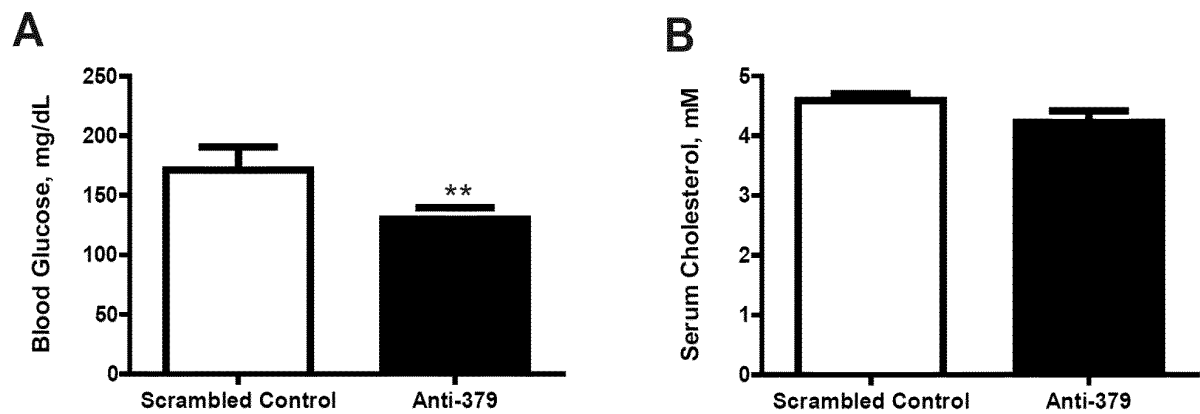 A
Blood Glucose, mg/dL
250
200
150
100
50
0
**
Scrambled Control
Anti-379
B
Serum Cholesterol, mM
5
4
3
2
1
0
Scrambled Control
Anti-379